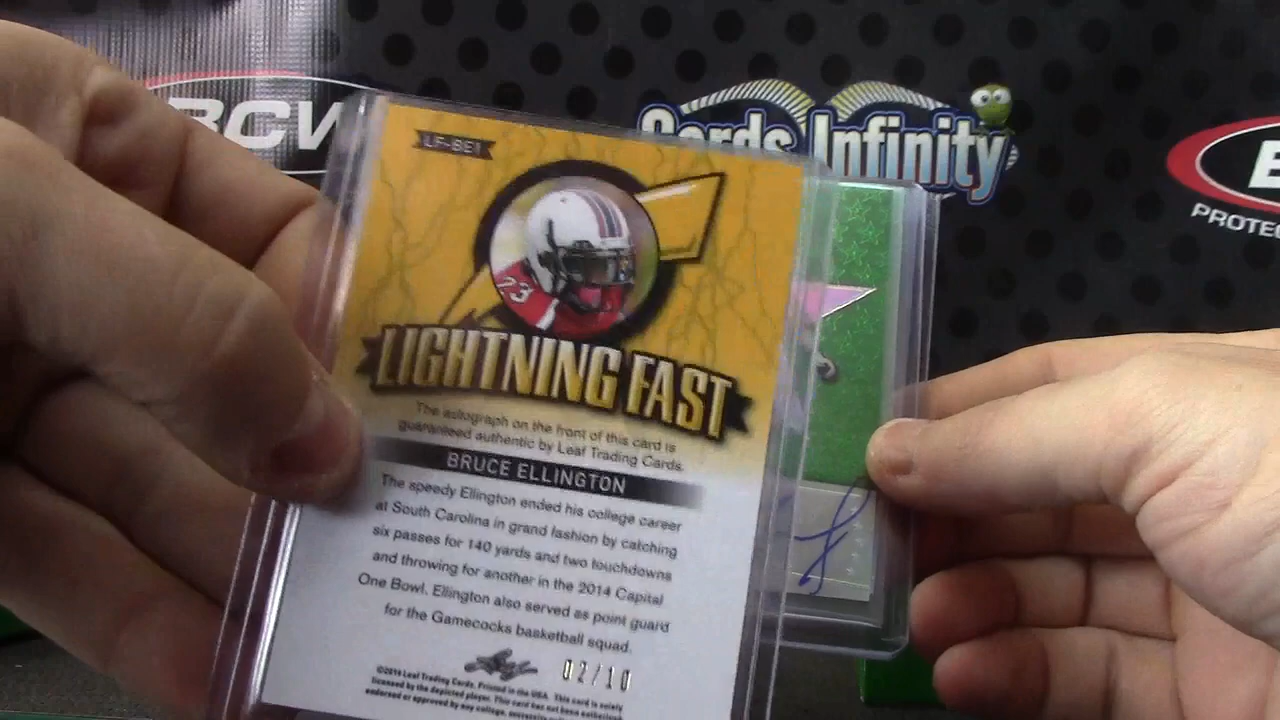 BCW
Cards Infinity
PROTEC
LF-BE1
23
LIGHTNING FAST
The autograph on the front of this card is
guaranteed authentic by Leaf Trading Cards.
BRUCE ELLINGTON
The speedy Ellington ended his college career
at South Carolina in grand fashion by catching
six passes for 140 yards and two touchdowns
and throwing for another in the 2014 Capital
One Bowl. Ellington also served as point guard
for the Gamecocks basketball squad.
Leaf 02/10
©2014 Leaf Trading Cards. Printed in the USA. This card is solely
licensed by the depicted player. This card has not been
endorsed or approved by any college,